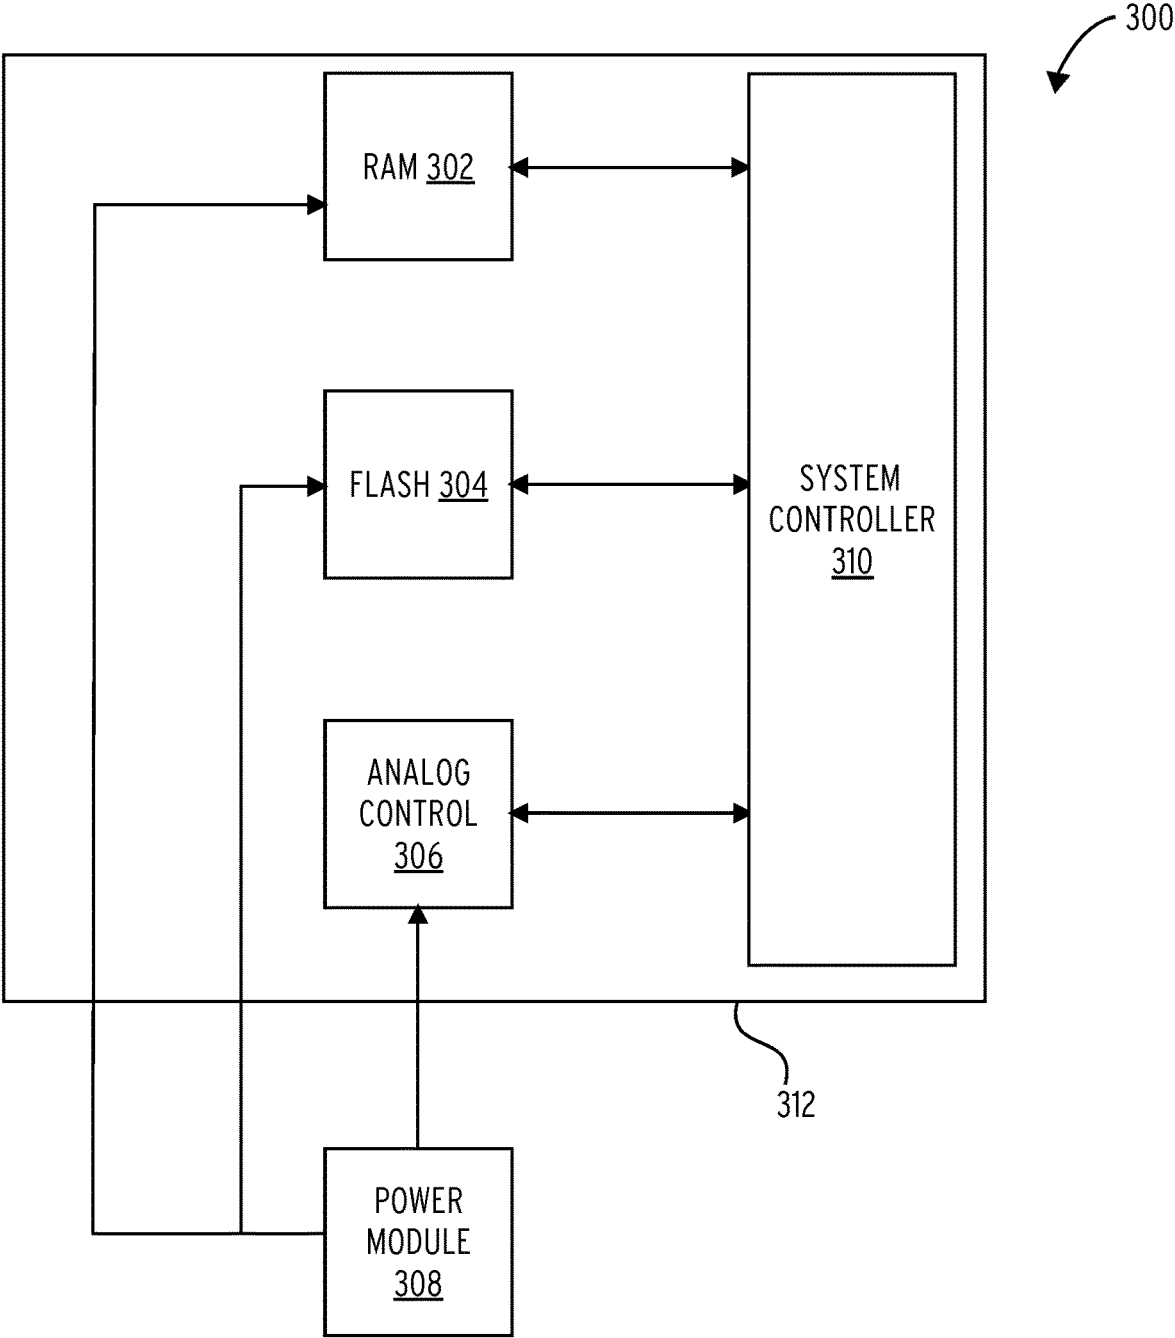 300
RAM 302
FLASH 304
SYSTEM
CONTROLLER
310
ANALOG
CONTROL
306
312
POWER
MODULE
308